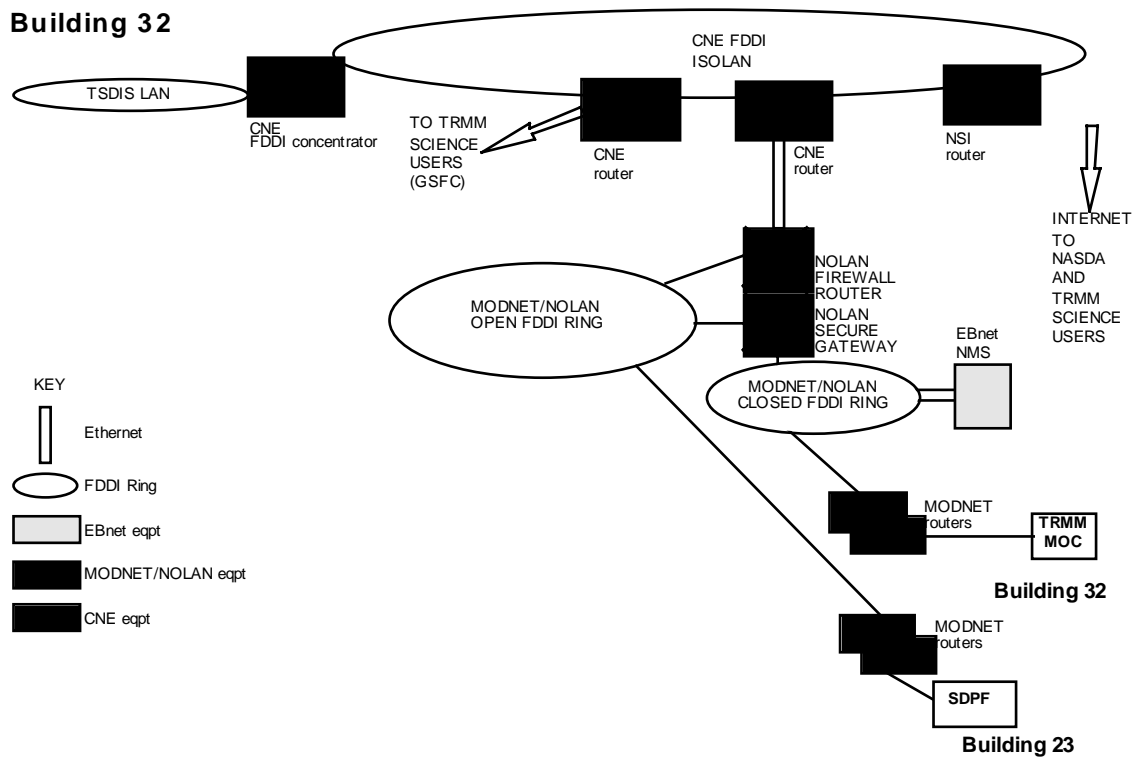 Building 32
CNE FDDI
ISOLAN
TSDIS LAN
CNE
FDDI concentrator
TO TRMM
SCIENCE
USERS
(GSFC)
CNE
router
CNE
router
NSI
router
INTERNET
TO
NASDA
AND
TRMM
SCIENCE
USERS
NOLAN
FIREWALL
ROUTER
NOLAN
SECURE
GATEWAY
MODNET/NOLAN
OPEN FDDI RING
EBnet
NMS
MODNET/NOLAN
CLOSED FDDI RING
KEY
Ethernet
FDDI Ring
EBnet eqpt
MODNET/NOLAN eqpt
CNE eqpt
MODNET
routers
TRMM
MOC
Building 32
MODNET
routers
SDPF
Building 23